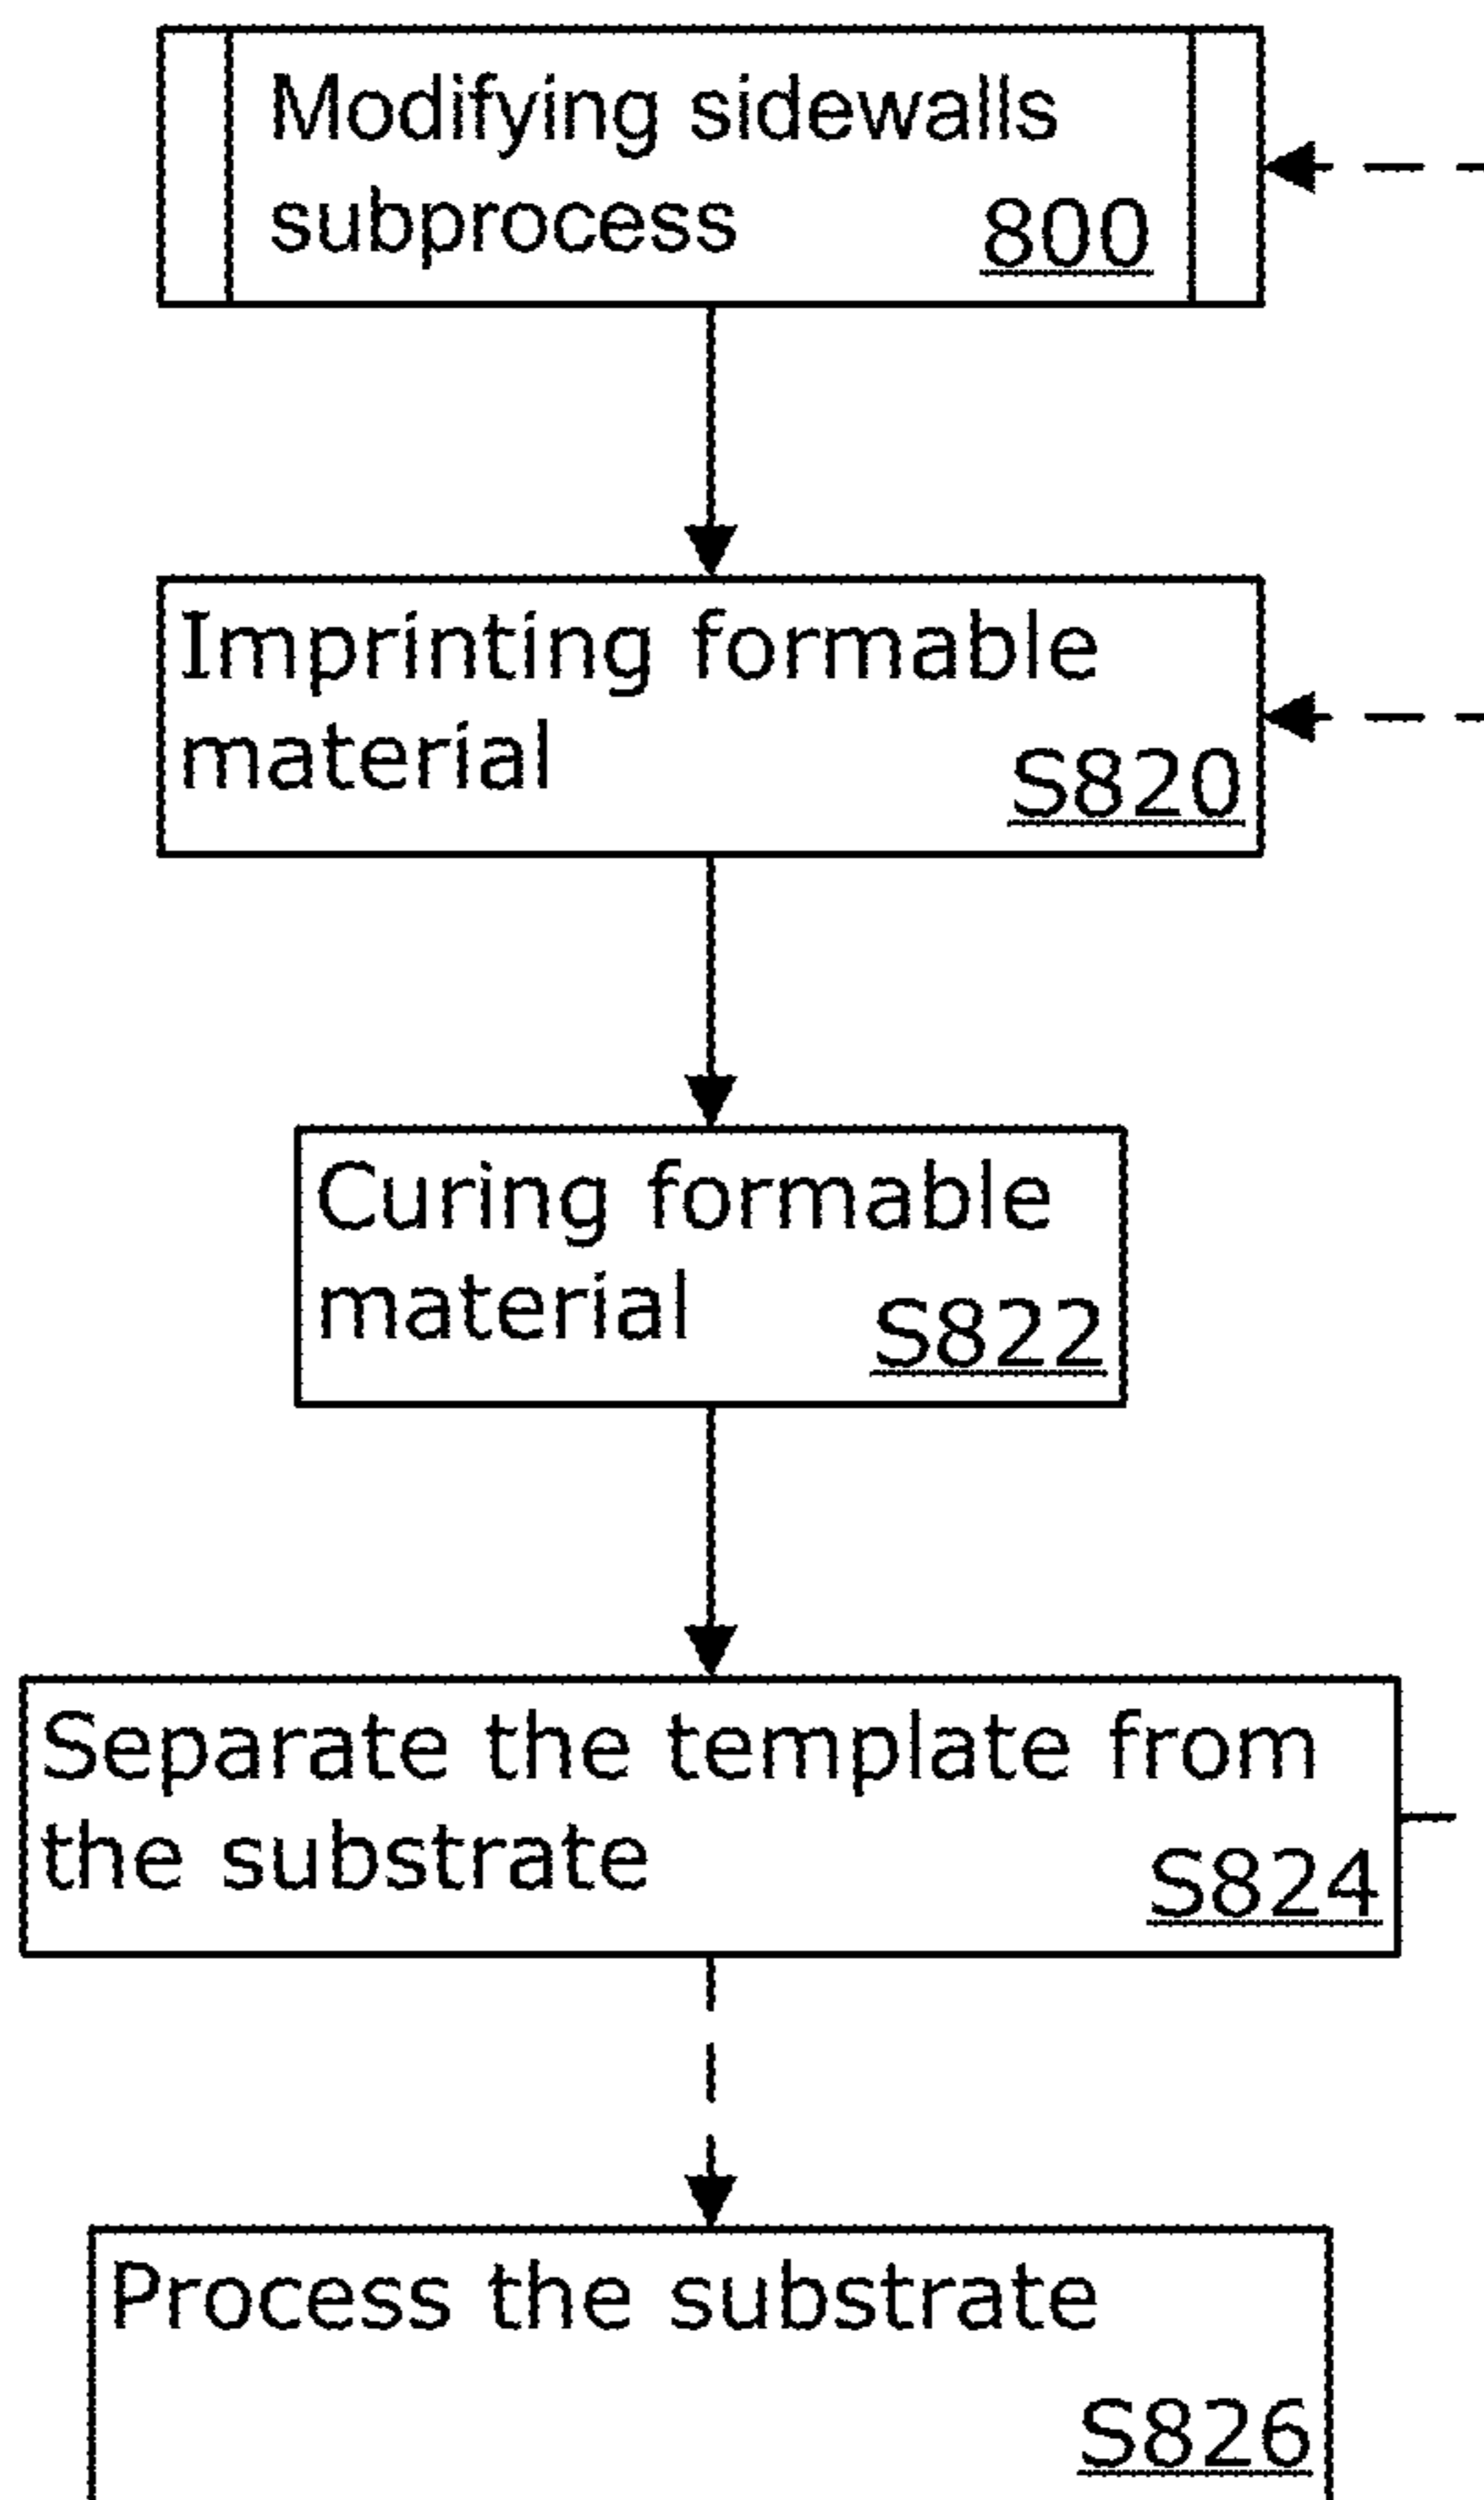 Modifying sidewalls
subprocess
800
Imprinting formable
material
S820
Curing formable
material
S822
Separate the template from
the substrate
S824
Process the substrate
S826